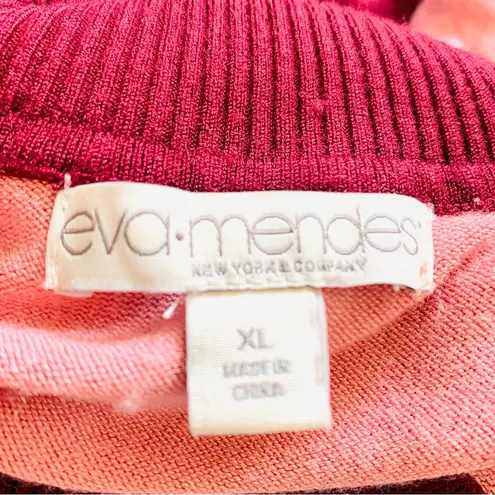 eva·mendes
NEW YORK & COMPANY
XL
MADE IN
CHINA